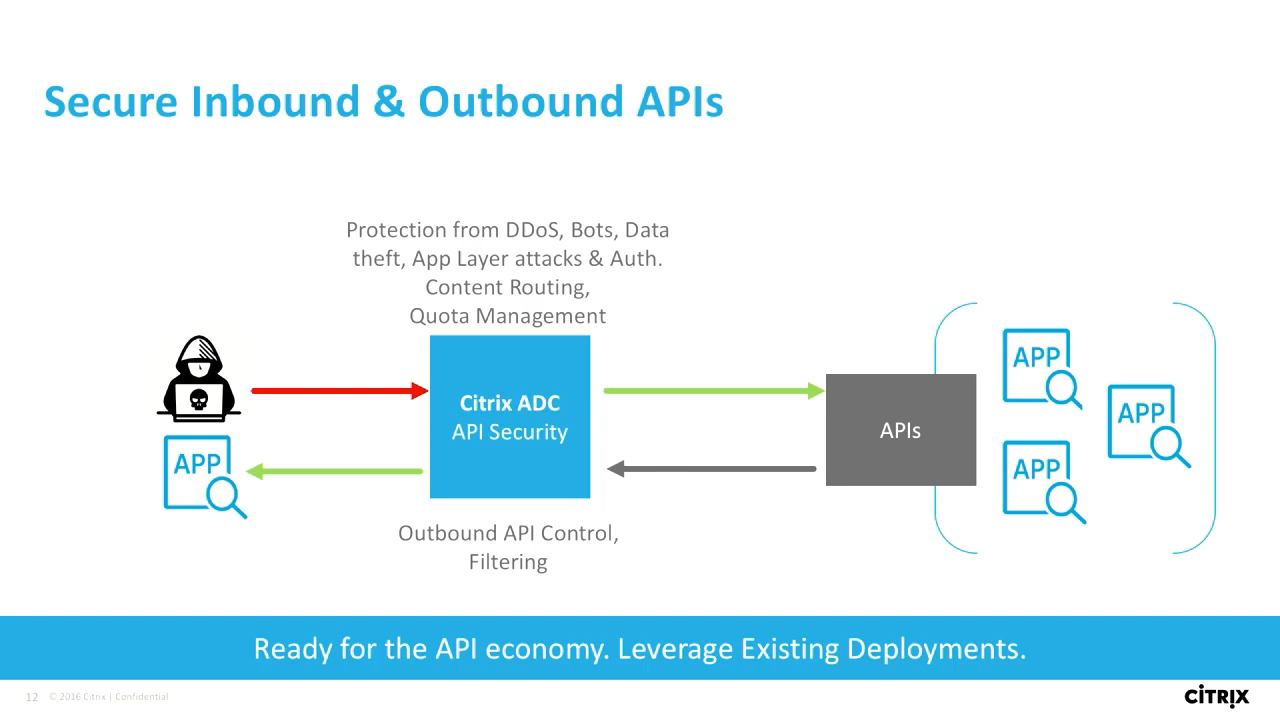 Secure Inbound & Outbound APIs
Protection from DDoS, Bots, Data
theft, App Layer attacks & Auth.
Content Routing,
Quota Management
Citrix ADC
API Security
APIs
APP
APP
APP
APP
Outbound API Control,
Filtering
Ready for the API economy. Leverage Existing Deployments.
12 © 2016 Citrix | Confidential
CITRIX